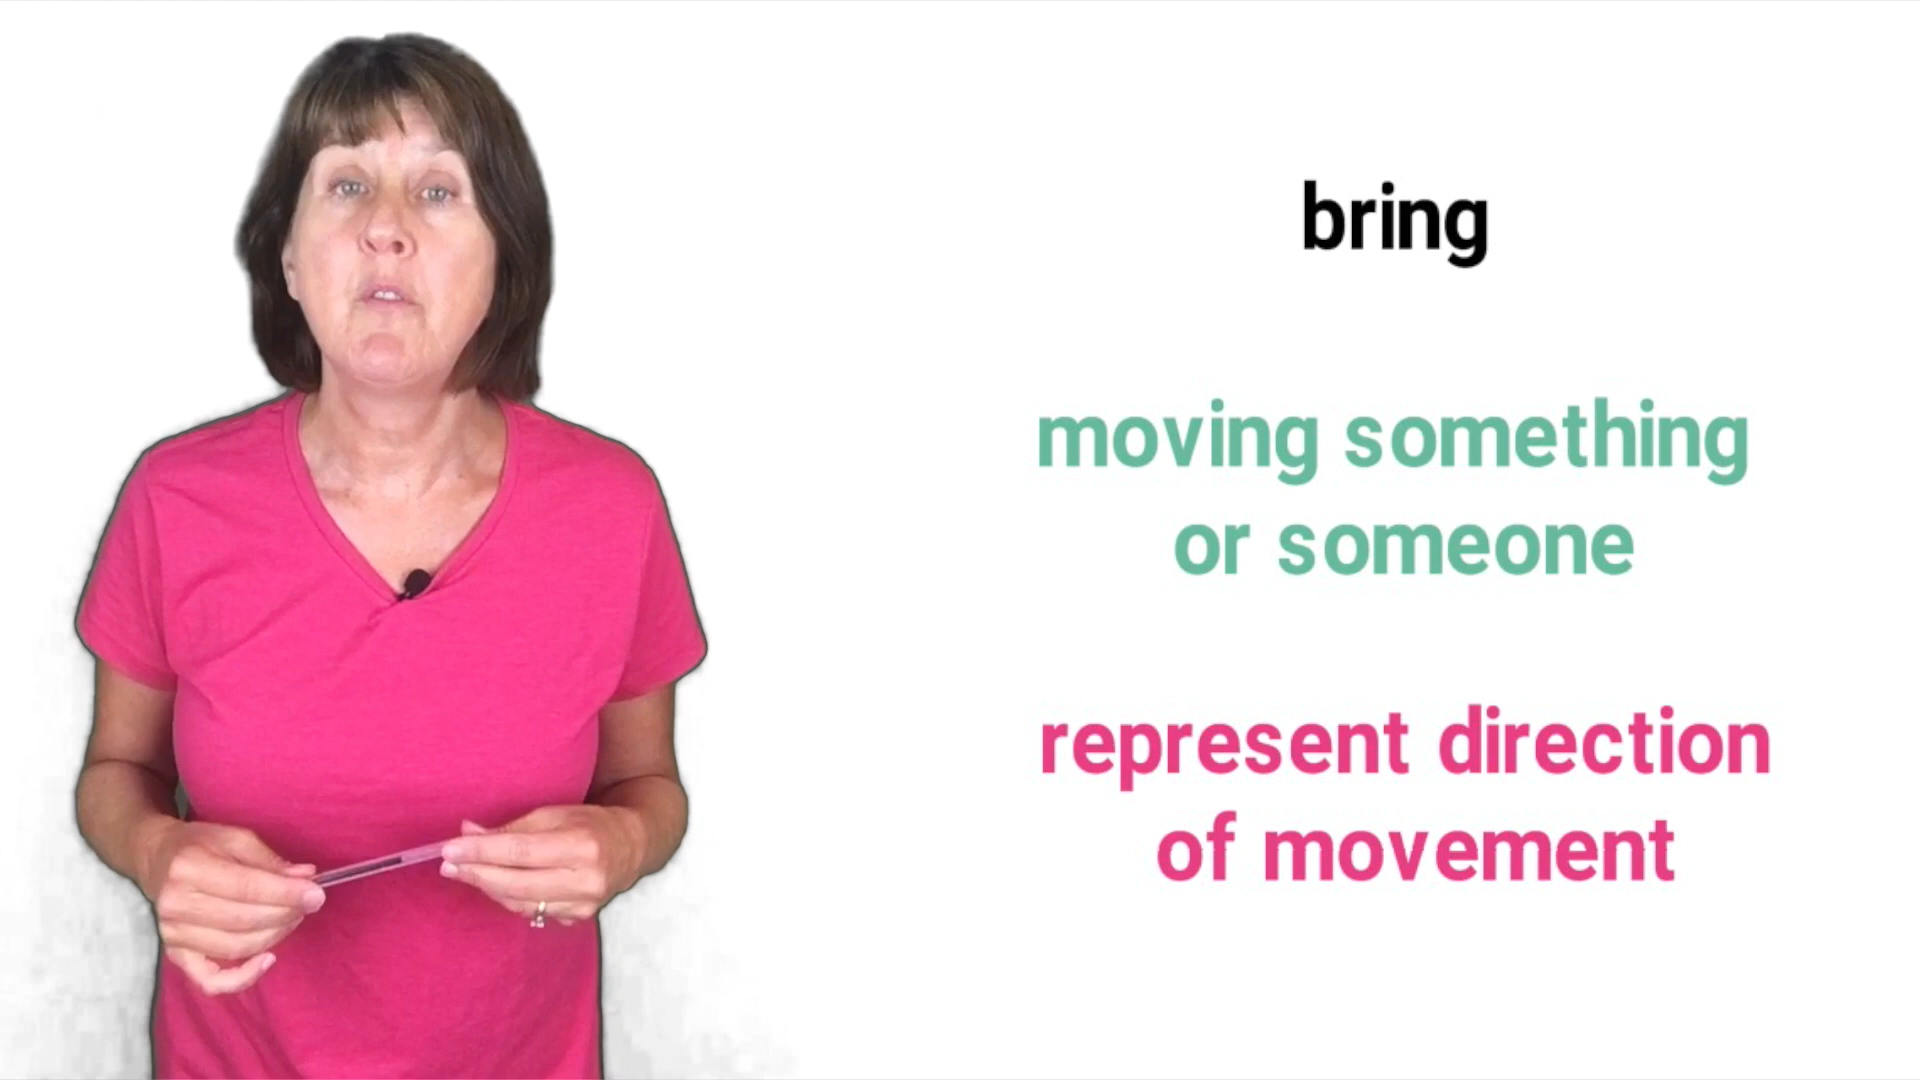 bring
moving something
or someone
represent direction
of movement